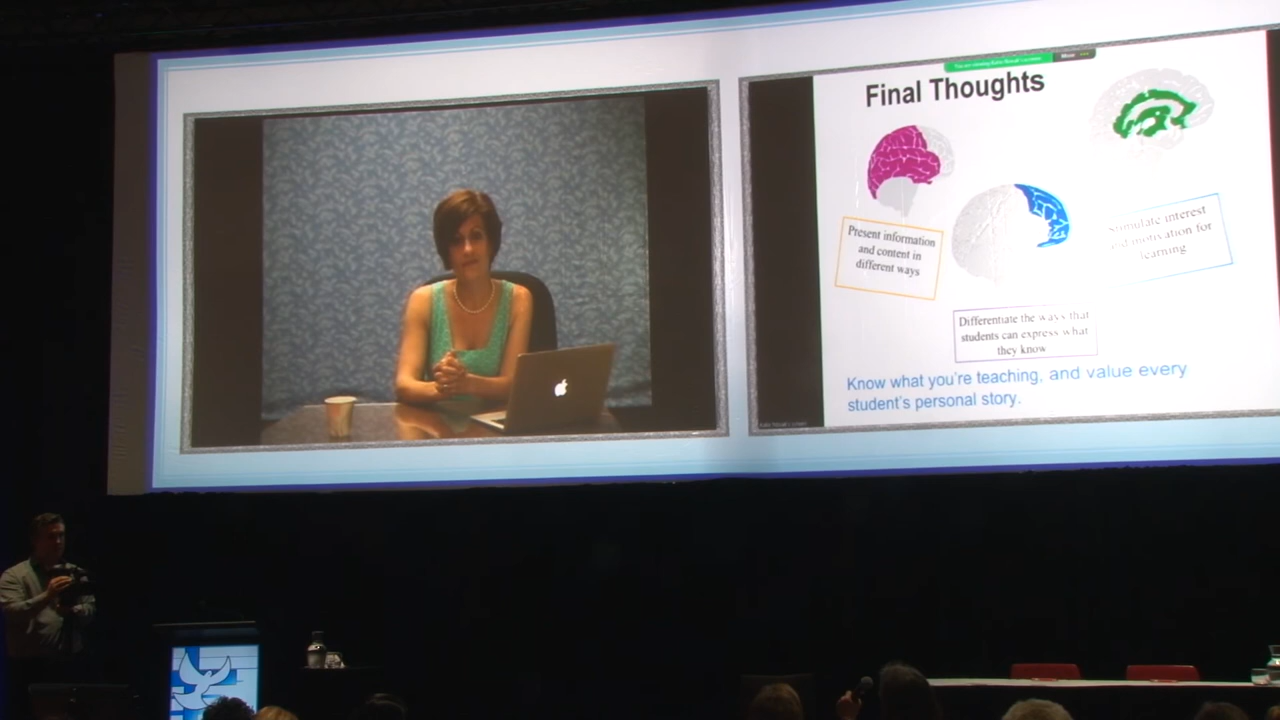 Final Thoughts
Present information
and content in
different ways
Stimulate interest
and motivation for
learning
Differentiate the ways that
students can express what
they know
Know what you're teaching, and value every
student's personal story.